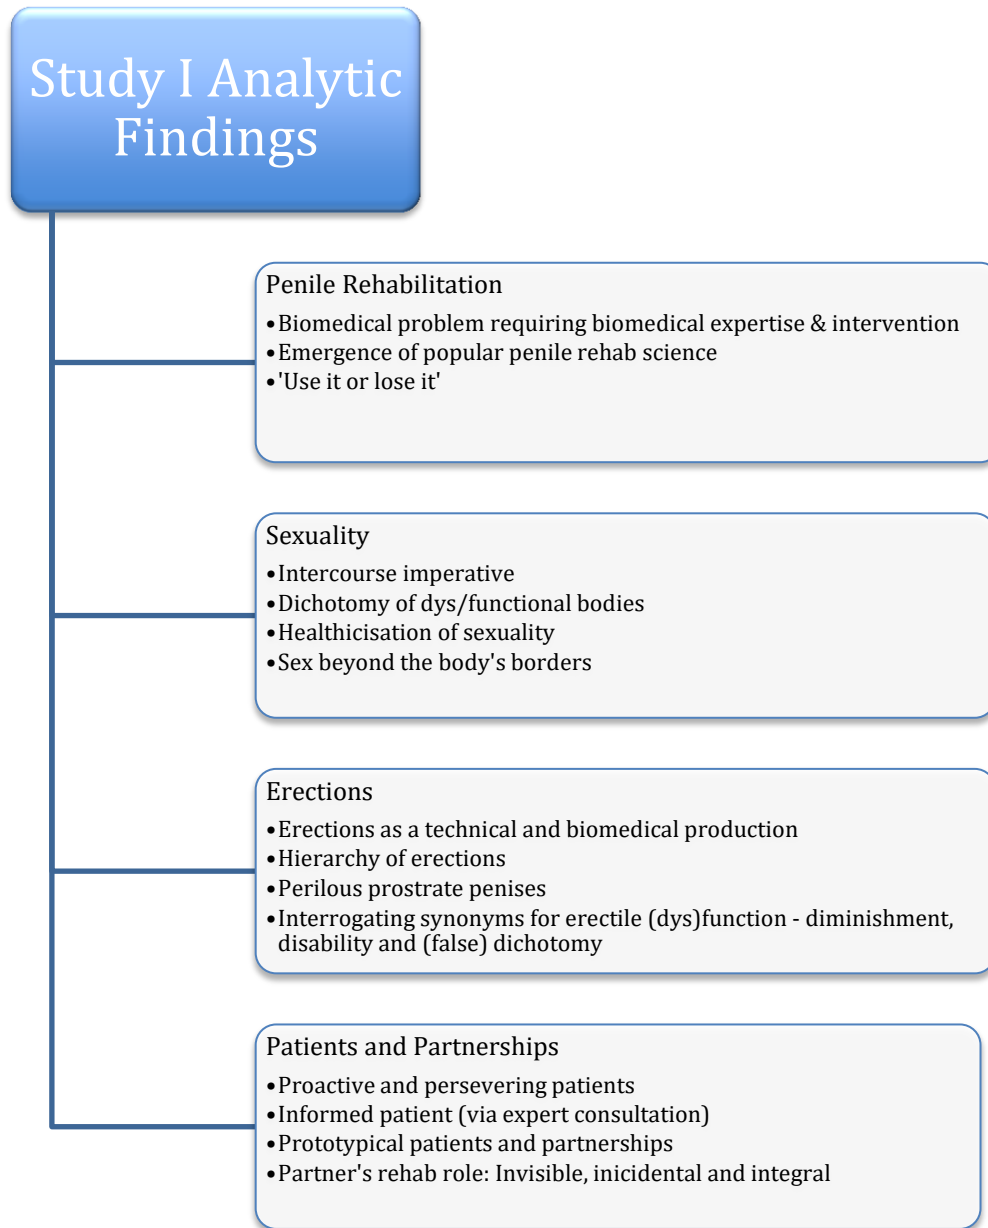 Study I Analytic
Findings
Penile Rehabilitation
•Biomedical problem requiring biomedical expertise & intervention
•Emergence of popular penile rehab science
•'Use it or lose it'
Sexuality
•Intercourse imperative
•Dichotomy of dys/functional bodies
•Healthicisation of sexuality
•Sex beyond the body's borders
Erections
•Erections as a technical and biomedical production
•Hierarchy of erections
•Perilous prostrate penises
•Interrogating synonyms for erectile (dys)function - diminishment,
disability and (false) dichotomy
Patients and Partnerships
•Proactive and persevering patients
•Informed patient (via expert consultation)
•Prototypical patients and partnerships
•Partner's rehab role: Invisible, inicidental and integral